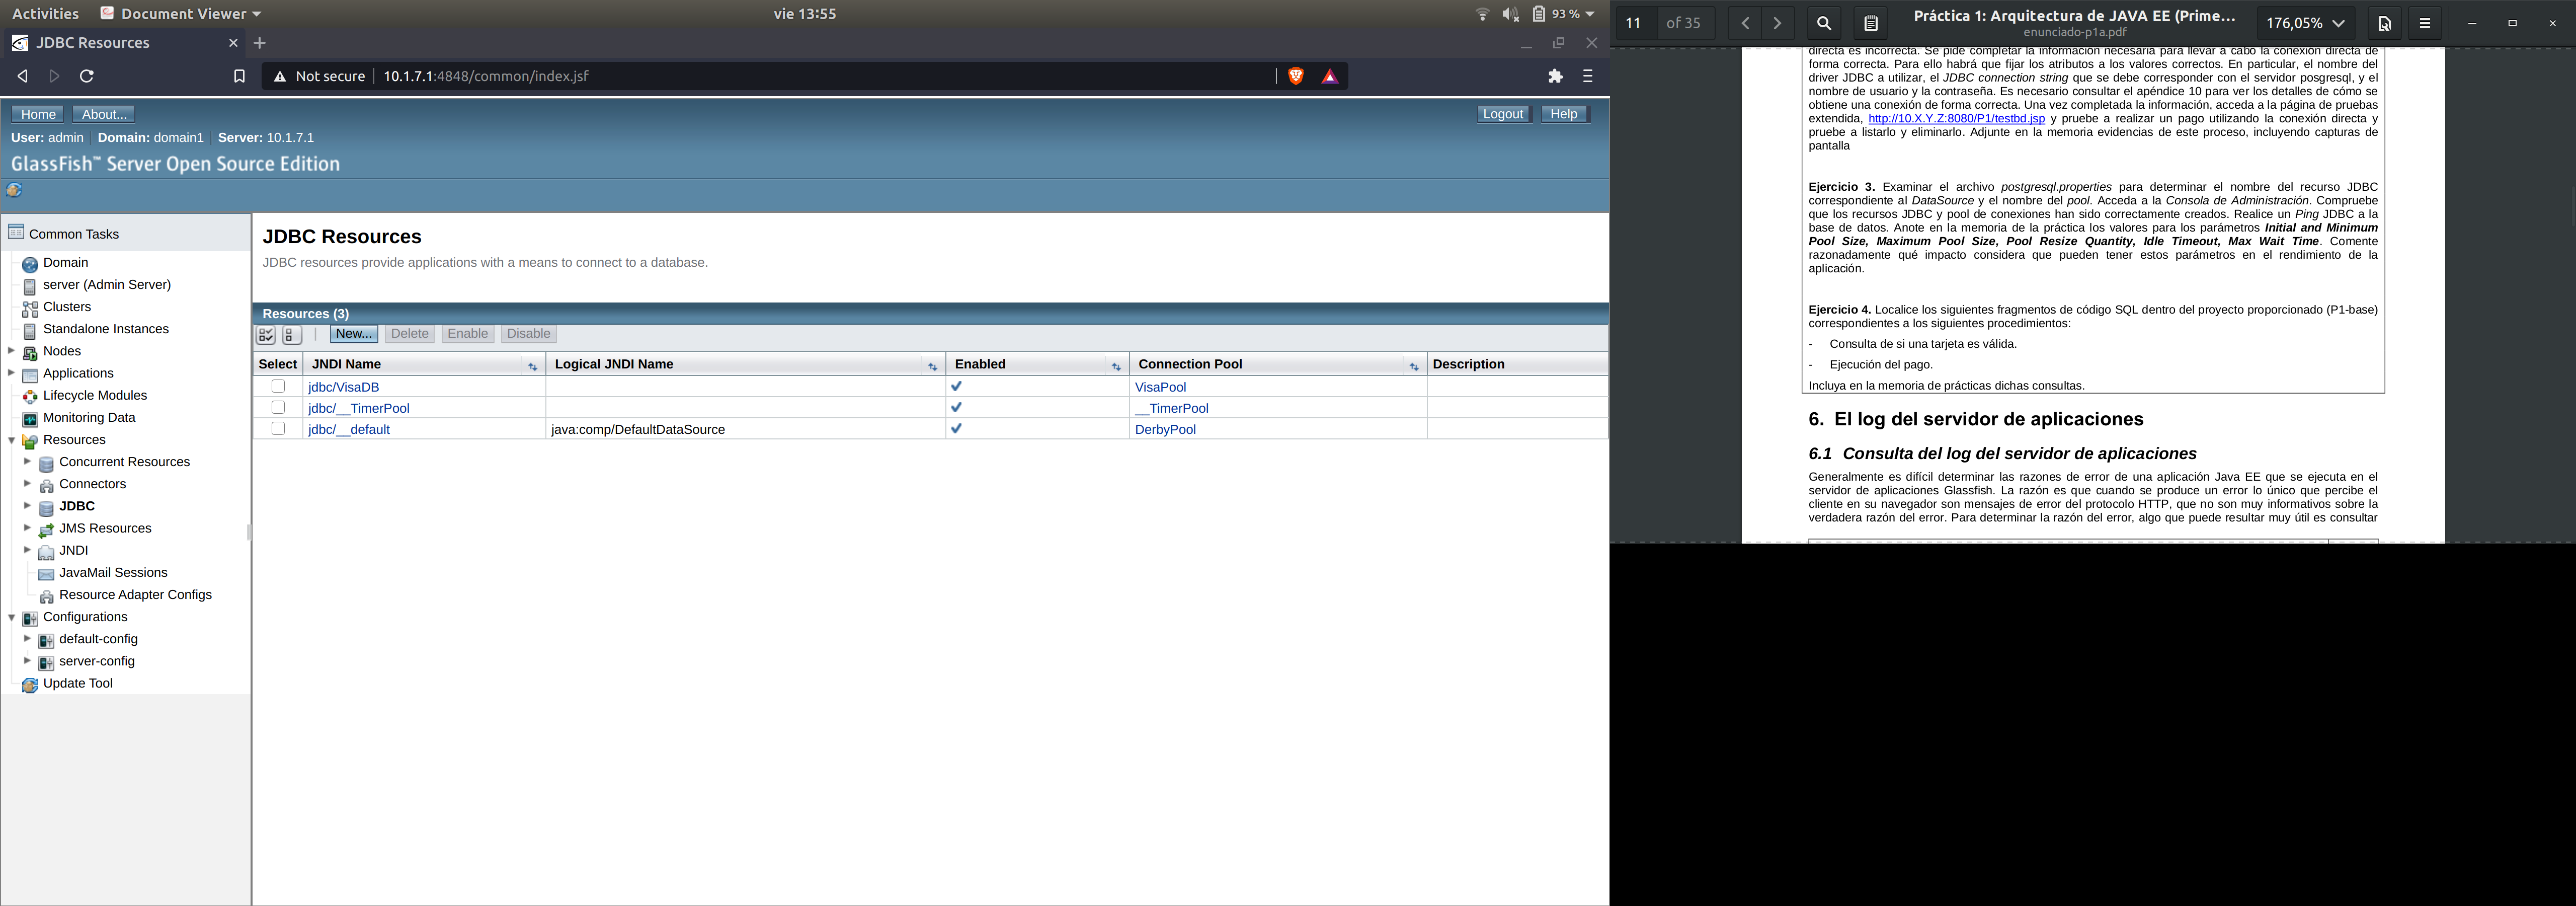 Activities
Document Viewer
vie 13:55
93 %
JDBC Resources
Not secure
10.1.7.1:4848/common/index.jsf
Home
About...
Logout
Help
User: admin
Domain: domain1
Server: 10.1.7.1
GlassFish™ Server Open Source Edition
Common Tasks
Domain
server (Admin Server)
Clusters
Standalone Instances
Nodes
Applications
Lifecycle Modules
Monitoring Data
Resources
Concurrent Resources
Connectors
JDBC
JMS Resources
JNDI
JavaMail Sessions
Resource Adapter Configs
Configurations
default-config
server-config
Update Tool
JDBC Resources
JDBC resources provide applications with a means to connect to a database.
Resources (3)
New...
Delete
Enable
Disable
Select
JNDI Name
Logical JNDI Name
Enabled
Connection Pool
Description
jdbc/VisaDB
VisaPool
jdbc/__TimerPool
__TimerPool
jdbc/__default
java:comp/DefaultDataSource
DerbyPool
11
of 35
Práctica 1: Arquitectura de JAVA EE (Prime...
enunciado-p1a.pdf
176,05%
directa es incorrecta. Se pide completar la información necesaria para llevar a cabo la conexión directa de
forma correcta. Para ello habrá que fijar los atributos a los valores correctos. En particular, el nombre del
driver JDBC a utilizar, el JDBC connection string que se debe corresponder con el servidor posgresql, y el
nombre de usuario y la contraseña. Es necesario consultar el apéndice 10 para ver los detalles de cómo se
obtiene una conexión de forma correcta. Una vez completada la información, acceda a la página de pruebas
extendida, http://10.X.Y.Z:8080/P1/testbd.jsp y pruebe a realizar un pago utilizando la conexión directa y
pruebe a listarlo y eliminarlo. Adjunte en la memoria evidencias de este proceso, incluyendo capturas de
pantalla
Ejercicio 3. Examinar el archivo postgresql.properties para determinar el nombre del recurso JDBC
correspondiente al DataSource y el nombre del pool. Acceda a la Consola de Administración. Compruebe
que los recursos JDBC y pool de conexiones han sido correctamente creados. Realice un Ping JDBC a la
base de datos. Anote en la memoria de la práctica los valores para los parámetros Initial and Minimum
Pool Size, Maximum Pool Size, Pool Resize Quantity, Idle Timeout, Max Wait Time. Comente
razonadamente qué impacto considera que pueden tener estos parámetros en el rendimiento de la
aplicación.
Ejercicio 4. Localice los siguientes fragmentos de código SQL dentro del proyecto proporcionado (P1-base)
correspondientes a los siguientes procedimientos:
- Consulta de si una tarjeta es válida.
- Ejecución del pago.
Incluya en la memoria de prácticas dichas consultas.
6. El log del servidor de aplicaciones
6.1 Consulta del log del servidor de aplicaciones
Generalmente es difícil determinar las razones de error de una aplicación Java EE que se ejecuta en el
servidor de aplicaciones Glassfish. La razón es que cuando se produce un error lo único que percibe el
cliente en su navegador son mensajes de error del protocolo HTTP, que no son muy informativos sobre la
verdadera razón del error. Para determinar la razón del error, algo que puede resultar muy útil es consultar